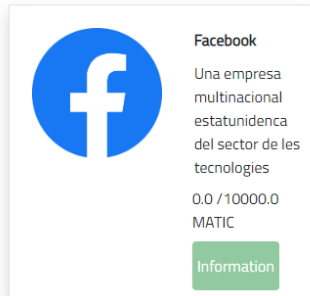 Facebook
Una empresa
multinacional
estatunidenca
del sector de les
tecnologies
0.0 /10000.0
MATIC
Information